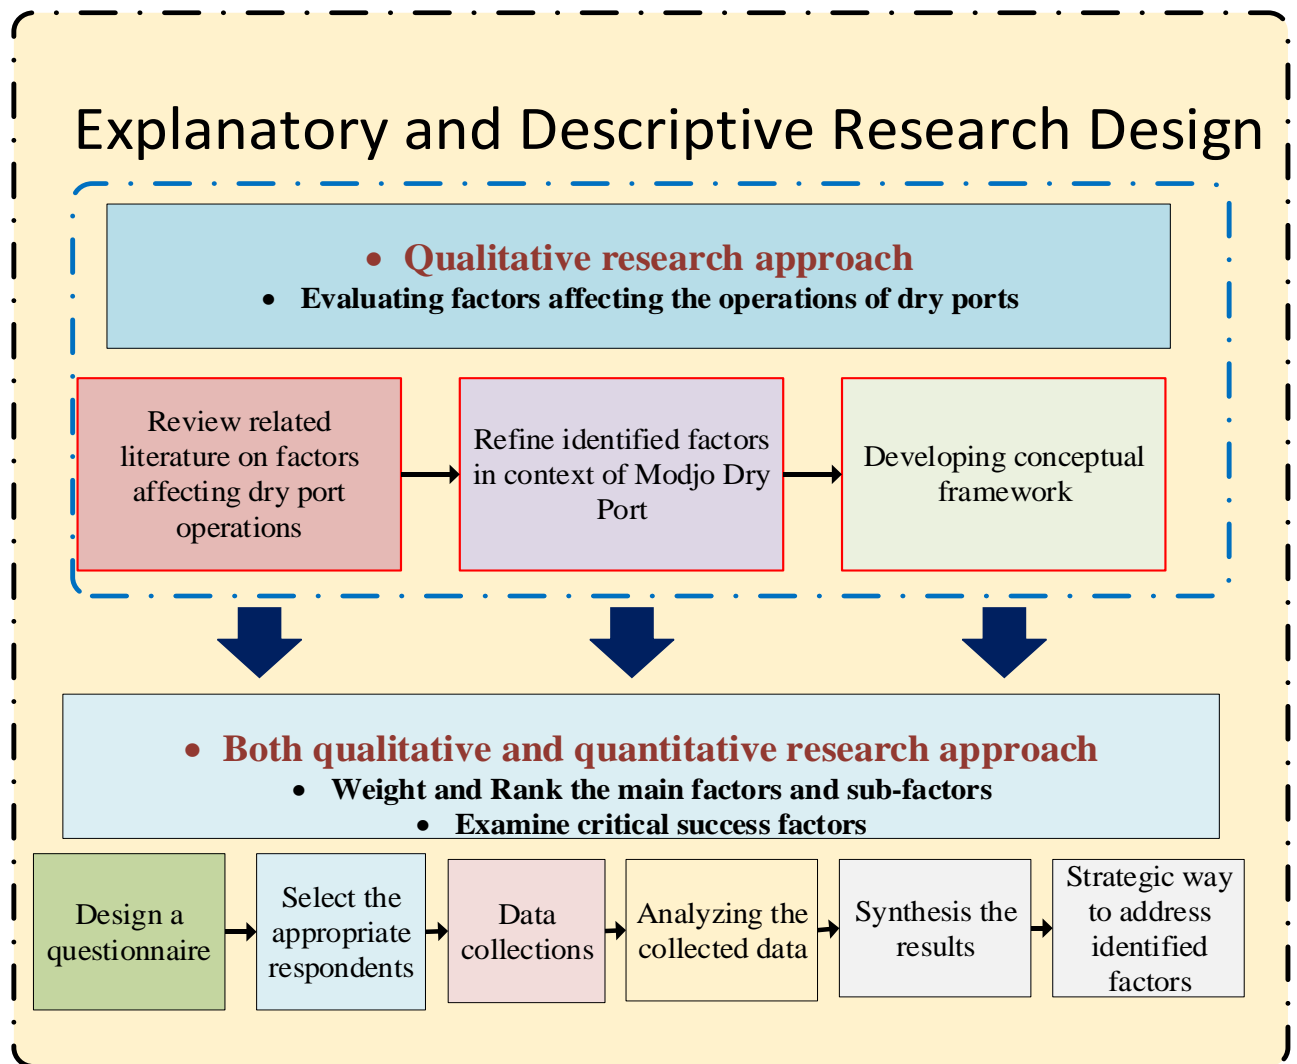 Explanatory and Descriptive Research Design
• Qualitative research approach
• Evaluating factors affecting the operations of dry ports
Review related
literature on factors
affecting dry port
operations
Refine identified factors
in context of Modjo Dry
Port
Developing conceptual
framework
• Both qualitative and quantitative research approach
• Weight and Rank the main factors and sub-factors
• Examine critical success factors
Design a
questionnaire
Select the
appropriate
respondents
Data
collections
Analyzing the
collected data
Synthesis the
results
Strategic way
to address
identified
factors